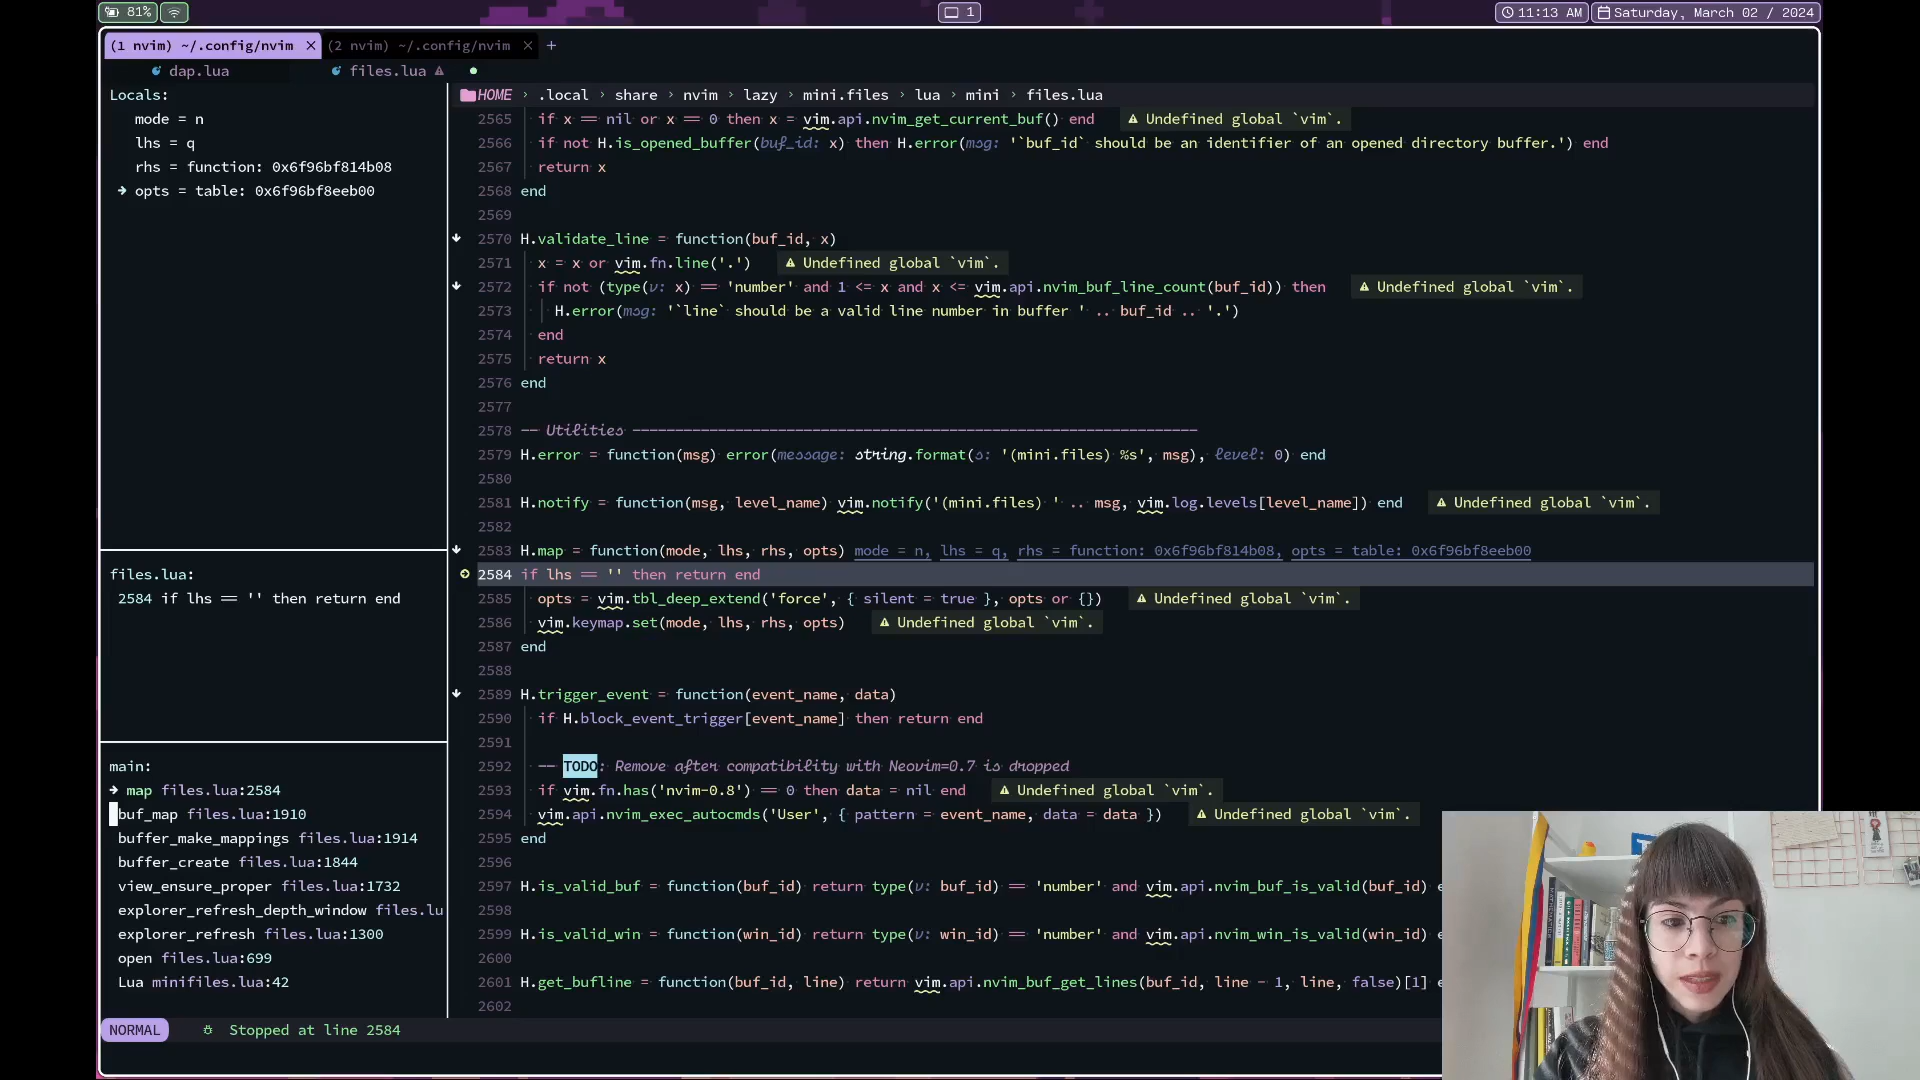 81%
1
11:13 AM
Saturday, March 02 / 2024
(1 nvim) ~/.config/nvim × (2 nvim) ~/.config/nvim × +
dap.lua files.lua
Locals:
mode = n
lhs = q
rhs = function: 0x6f96bf814b08
opts = table: 0x6f96bf8eeb00
files.lua:
2584 if lhs == '' then return end
main:
map files.lua:2584
buf_map files.lua:1910
buffer_make_mappings files.lua:1914
buffer_create files.lua:1844
view_ensure_proper files.lua:1732
explorer_refresh_depth_window files.lu
explorer_refresh files.lua:1300
open files.lua:699
Lua minifiles.lua:42
HOME › .local › share › nvim › lazy › mini.files › lua › mini › files.lua
2565 if x == nil or x == 0 then x = vim.api.nvim_get_current_buf() end Undefined global `vim`.
2566 if not H.is_opened_buffer(buf_id: x) then H.error(msg: '`buf_id` should be an identifier of an opened directory buffer.') end
2567 return x
2568 end
2569
2570 H.validate_line = function(buf_id, x)
2571 x = x or vim.fn.line('.') Undefined global `vim`.
2572 if not (type(v: x) == 'number' and 1 <= x and x <= vim.api.nvim_buf_line_count(buf_id)) then Undefined global `vim`.
2573 H.error(msg: '`line` should be a valid line number in buffer ' .. buf_id .. '.')
2574 end
2575 return x
2576 end
2577
2578 -- Utilities ------------------------------------------------------------------
2579 H.error = function(msg) error(message: string.format(s: '(mini.files) %s', msg), level: 0) end
2580
2581 H.notify = function(msg, level_name) vim.notify('(mini.files) ' .. msg, vim.log.levels[level_name]) end Undefined global `vim`.
2582
2583 H.map = function(mode, lhs, rhs, opts) mode = n, lhs = q, rhs = function: 0x6f96bf814b08, opts = table: 0x6f96bf8eeb00
2584 if lhs == '' then return end
2585 opts = vim.tbl_deep_extend('force', { silent = true }, opts or {}) Undefined global `vim`.
2586 vim.keymap.set(mode, lhs, rhs, opts) Undefined global `vim`.
2587 end
2588
2589 H.trigger_event = function(event_name, data)
2590 if H.block_event_trigger[event_name] then return end
2591
2592 -- TODO: Remove after compatibility with Neovim=0.7 is dropped
2593 if vim.fn.has('nvim-0.8') == 0 then data = nil end Undefined global `vim`.
2594 vim.api.nvim_exec_autocmds('User', { pattern = event_name, data = data }) Undefined global `vim`.
2595 end
2596
2597 H.is_valid_buf = function(buf_id) return type(v: buf_id) == 'number' and vim.api.nvim_buf_is_valid(buf_id) e
2598
2599 H.is_valid_win = function(win_id) return type(v: win_id) == 'number' and vim.api.nvim_win_is_valid(win_id) e
2600
2601 H.get_bufline = function(buf_id, line) return vim.api.nvim_buf_get_lines(buf_id, line - 1, line, false)[1] e
2602
NORMAL Stopped at line 2584